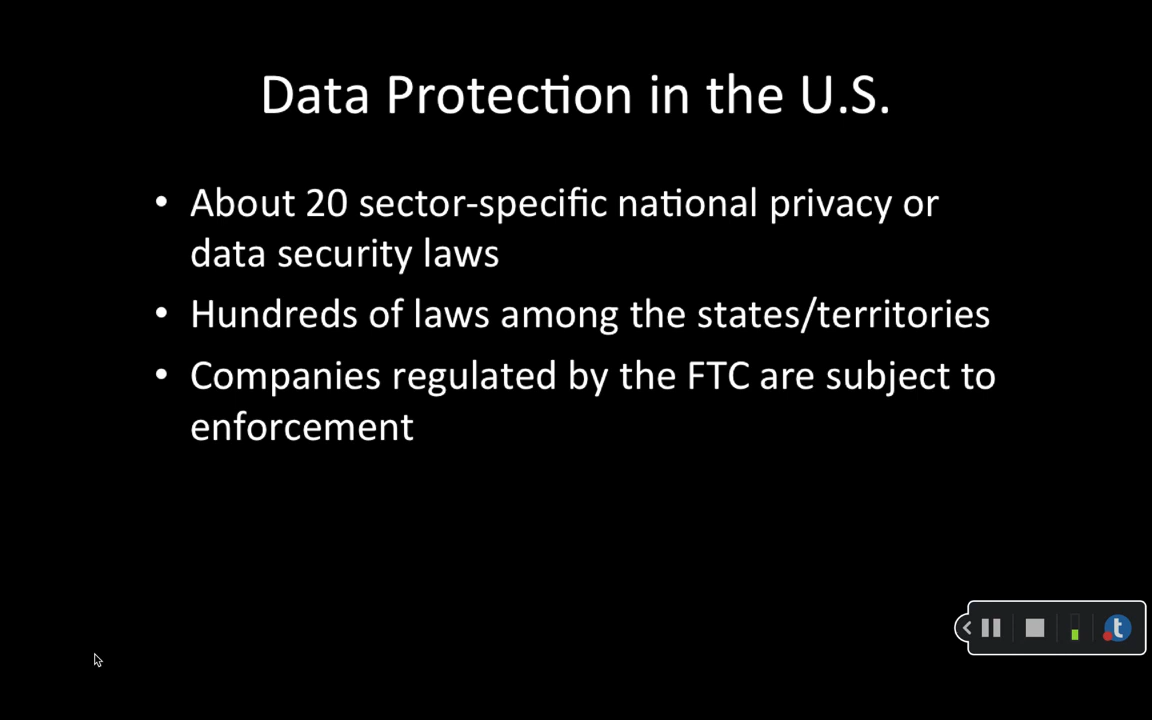 Data Protection in the U.S.
• About 20 sector-specific national privacy or
data security laws
• Hundreds of laws among the states/territories
• Companies regulated by the FTC are subject to
enforcement
t